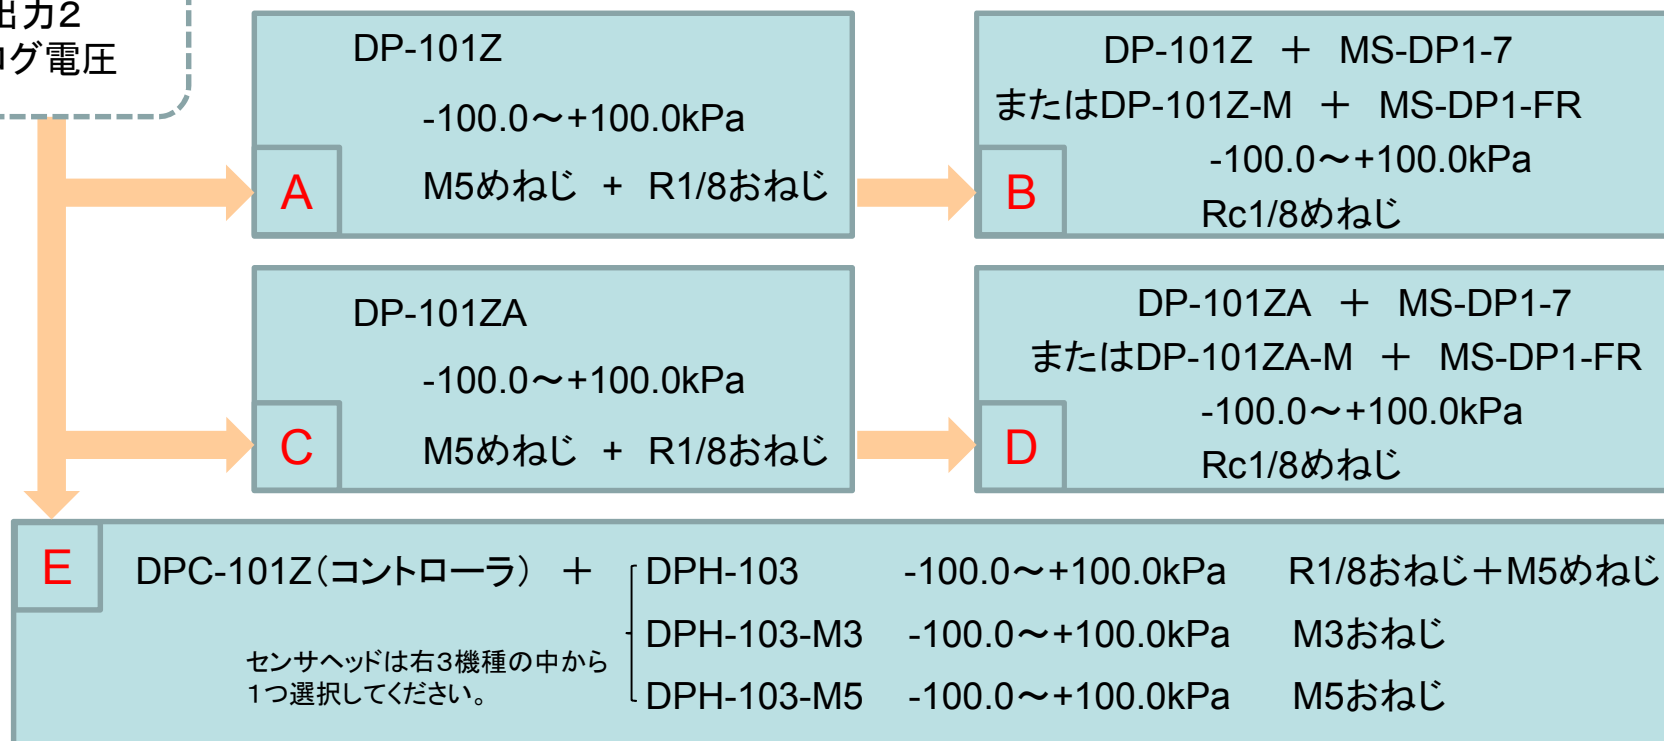 出力2
グ電圧
DP-101Z
-100.0～+100.0kPa
M5めねじ + R1/8おねじ
A
DP-101Z ＋ MS-DP1-7
またはDP-101Z-M ＋ MS-DP1-FR
-100.0～+100.0kPa
Rc1/8めねじ
B
DP-101ZA
-100.0～+100.0kPa
M5めねじ + R1/8おねじ
C
DP-101ZA ＋ MS-DP1-7
またはDP-101ZA-M ＋ MS-DP1-FR
-100.0～+100.0kPa
Rc1/8めねじ
D
E
DPC-101Z（コントローラ） ＋
DPH-103 -100.0～+100.0kPa R1/8おねじ＋M5めねじ
DPH-103-M3 -100.0～+100.0kPa M3おねじ
DPH-103-M5 -100.0～+100.0kPa M5おねじ
センサヘッドは右3機種の中から
1つ選択してください。